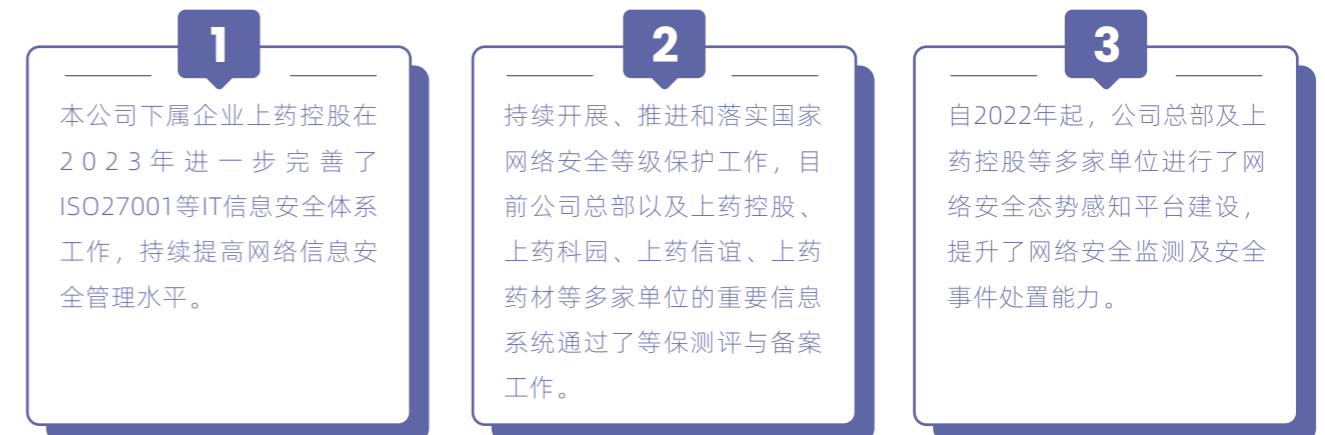 1
本公司下属企业上药控股在
2023年进一步完善了
ISO27001等IT信息安全体系
工作，持续提高网络信息安
全管理水平。
2
持续开展、推进和落实国家
网络安全等级保护工作，目
前公司总部以及上药控股、
上药科园、上药信谊、上药
药材等多家单位的重要信息
系统通过了等保测评与备案
工作。
3
自2022年起，公司总部及上
药控股等多家单位进行了网
络安全态势感知平台建设，
提升了网络安全监测及安全
事件处置能力。